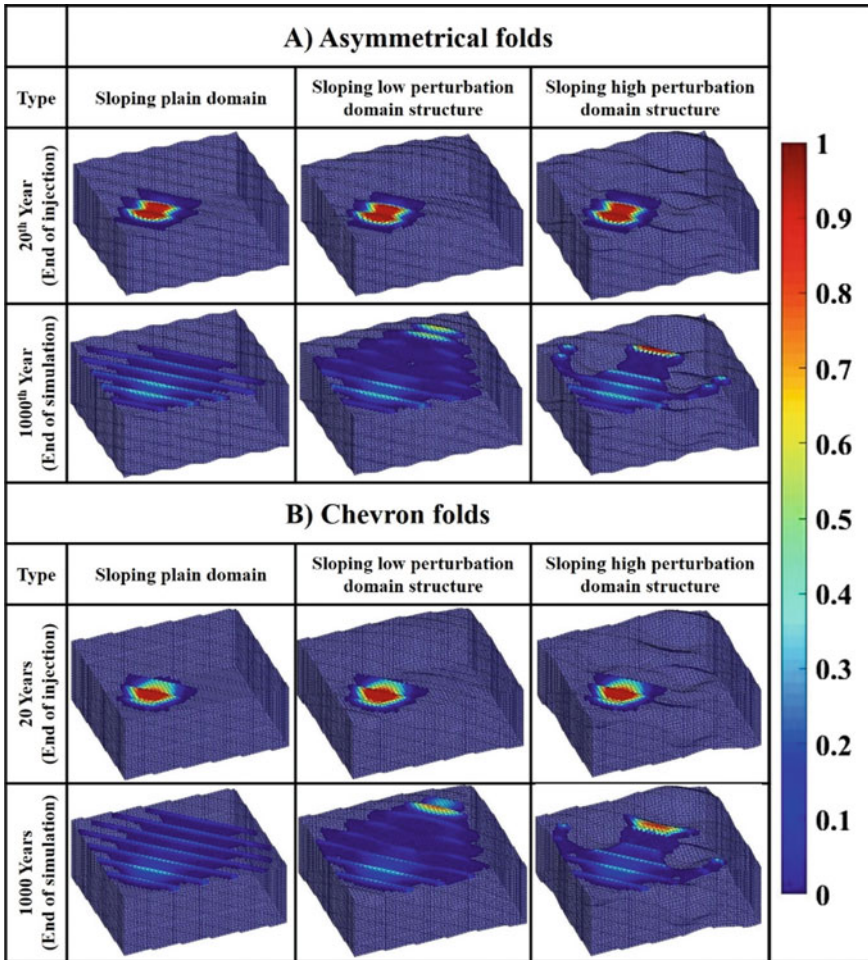 A) Asymmetrical folds
Type
Sloping plain domain
Sloping low perturbation
domain structure
Sloping high perturbation
domain structure
20th Year
(End of injection)
1000th Year
(End of simulation)
B) Chevron folds
Type
Sloping plain domain
Sloping low perturbation
domain structure
Sloping high perturbation
domain structure
20 Years
(End of injection)
1000 Years
(End of simulation)
1
0.9
0.8
0.7
0.6
0.5
0.4
0.3
0.2
0.1
0